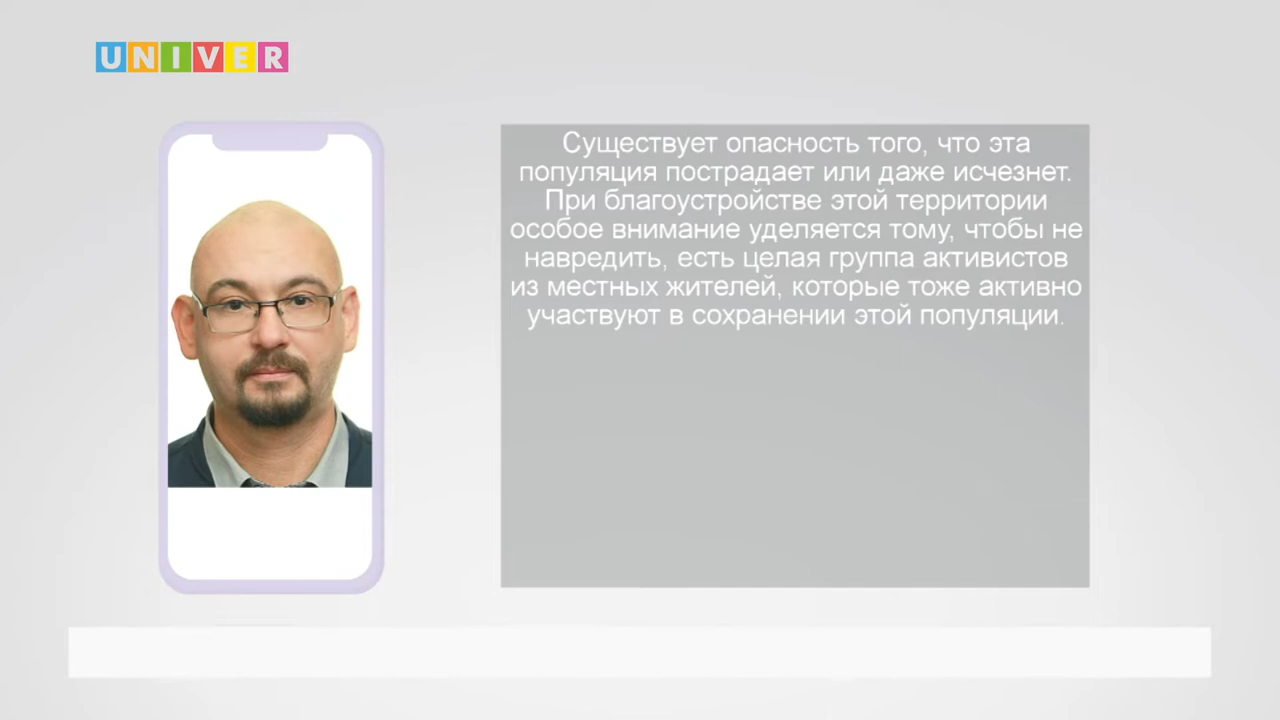 UNIVER
Существует опасность того, что эта
популяция пострадает или даже исчезнет.
При благоустройстве этой территории
особое внимание уделяется тому, чтобы не
навредить, есть целая группа активистов
из местных жителей, которые тоже активно
участвуют в сохранении этой популяции.